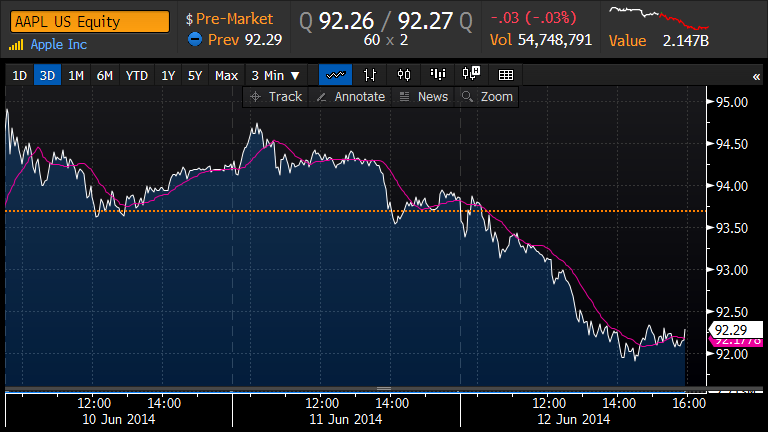 AAPL US Equity
Apple Inc
$ Pre-Market
Prev 92.29
Q 92.26 / 92.27 Q
60 x 2
-.03 (-.03%)
Vol 54,748,791
Value 2.147B
1D 3D 1M 6M YTD 1Y 5Y Max 3 Min ▼ «
Track Annotate News Zoom
95.00
94.50
94.00
93.50
93.00
92.50
92.29
92.1776
92.00
12:00 14:00 12:00 14:00 12:00 14:00 16:00
10 Jun 2014 11 Jun 2014 12 Jun 2014